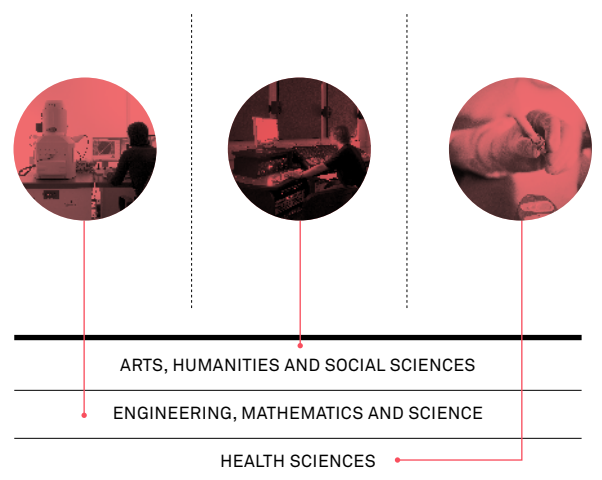 ARTS, HUMANITIES AND SOCIAL SCIENCES
ENGINEERING, MATHEMATICS AND SCIENCE
HEALTH SCIENCES